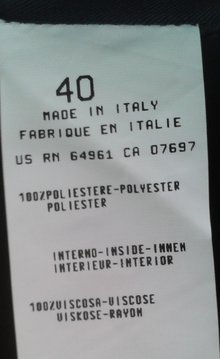 40
MADE IN ITALY
FABRIQUE EN ITALIE
US RN 64961 CA 07697
100%POLIESTERE-POLYESTER
POLIESTER
INTERNO-INSIDE-INNEN
INTERIEUR-INTERIOR
100%VISCOSA-VISCOSE
VISKOSE-RAYON